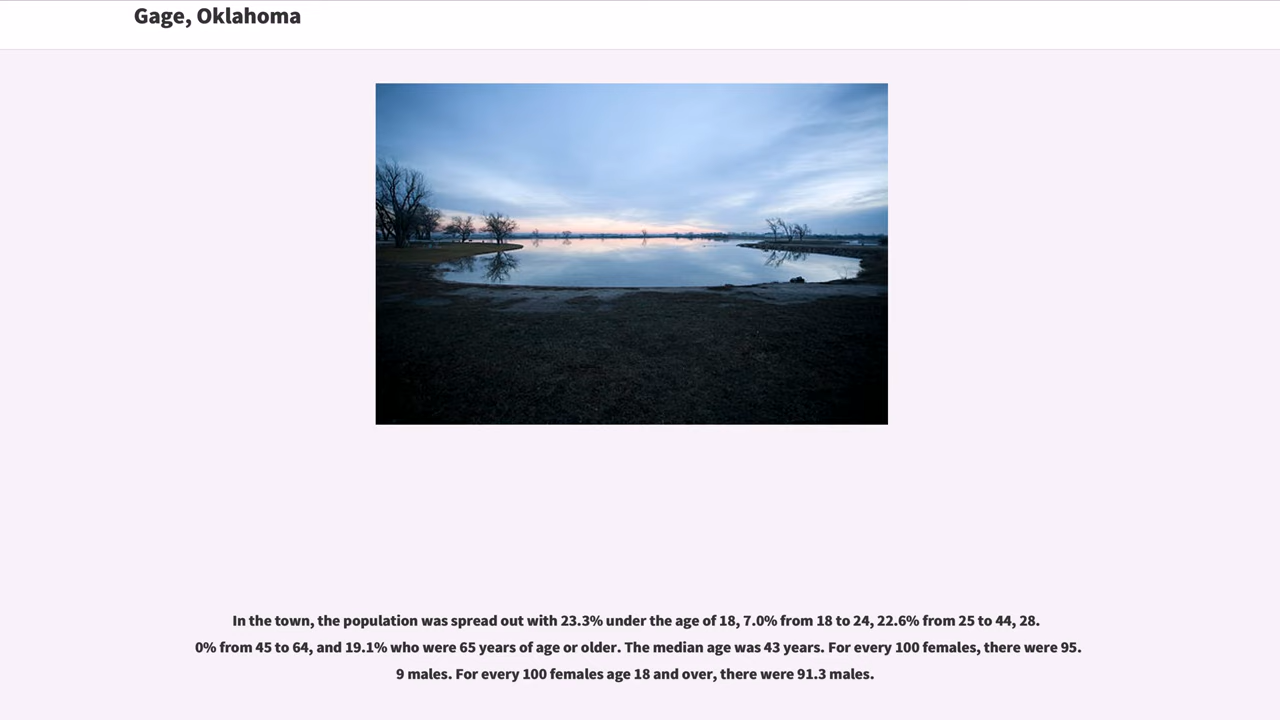 Gage, Oklahoma
In the town, the population was spread out with 23.3% under the age of 18, 7.0% from 18 to 24, 22.6% from 25 to 44, 28.
0% from 45 to 64, and 19.1% who were 65 years of age or older. The median age was 43 years. For every 100 females, there were 95.
9 males. For every 100 females age 18 and over, there were 91.3 males.